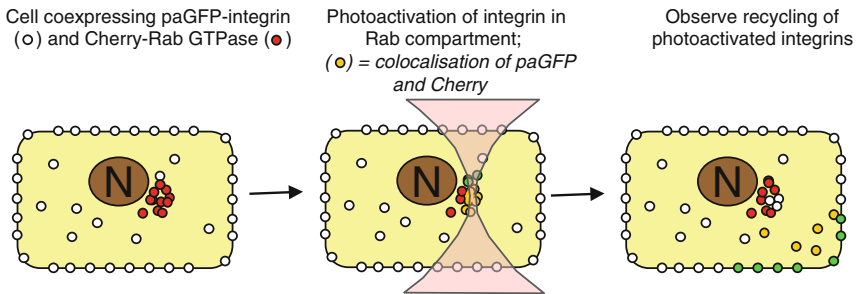 Cell coexpressing paGFP-integrin
(○) and Cherry-Rab GTPase (●)
Photoactivation of integrin in
Rab compartment;
(○) = colocalisation of paGFP
and Cherry
Observe recycling of
photoactivated integrins
N
N
N